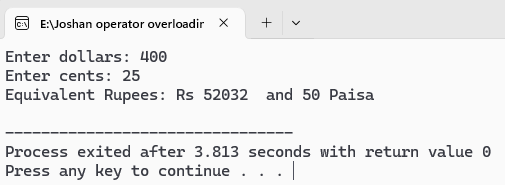 E:\Joshan operator overloadin
Enter dollars: 400
Enter cents: 25
Equivalent Rupees: Rs 52032  and 50 Paisa
--------------------------------
Process exited after 3.813 seconds with return value 0
Press any key to continue . . .